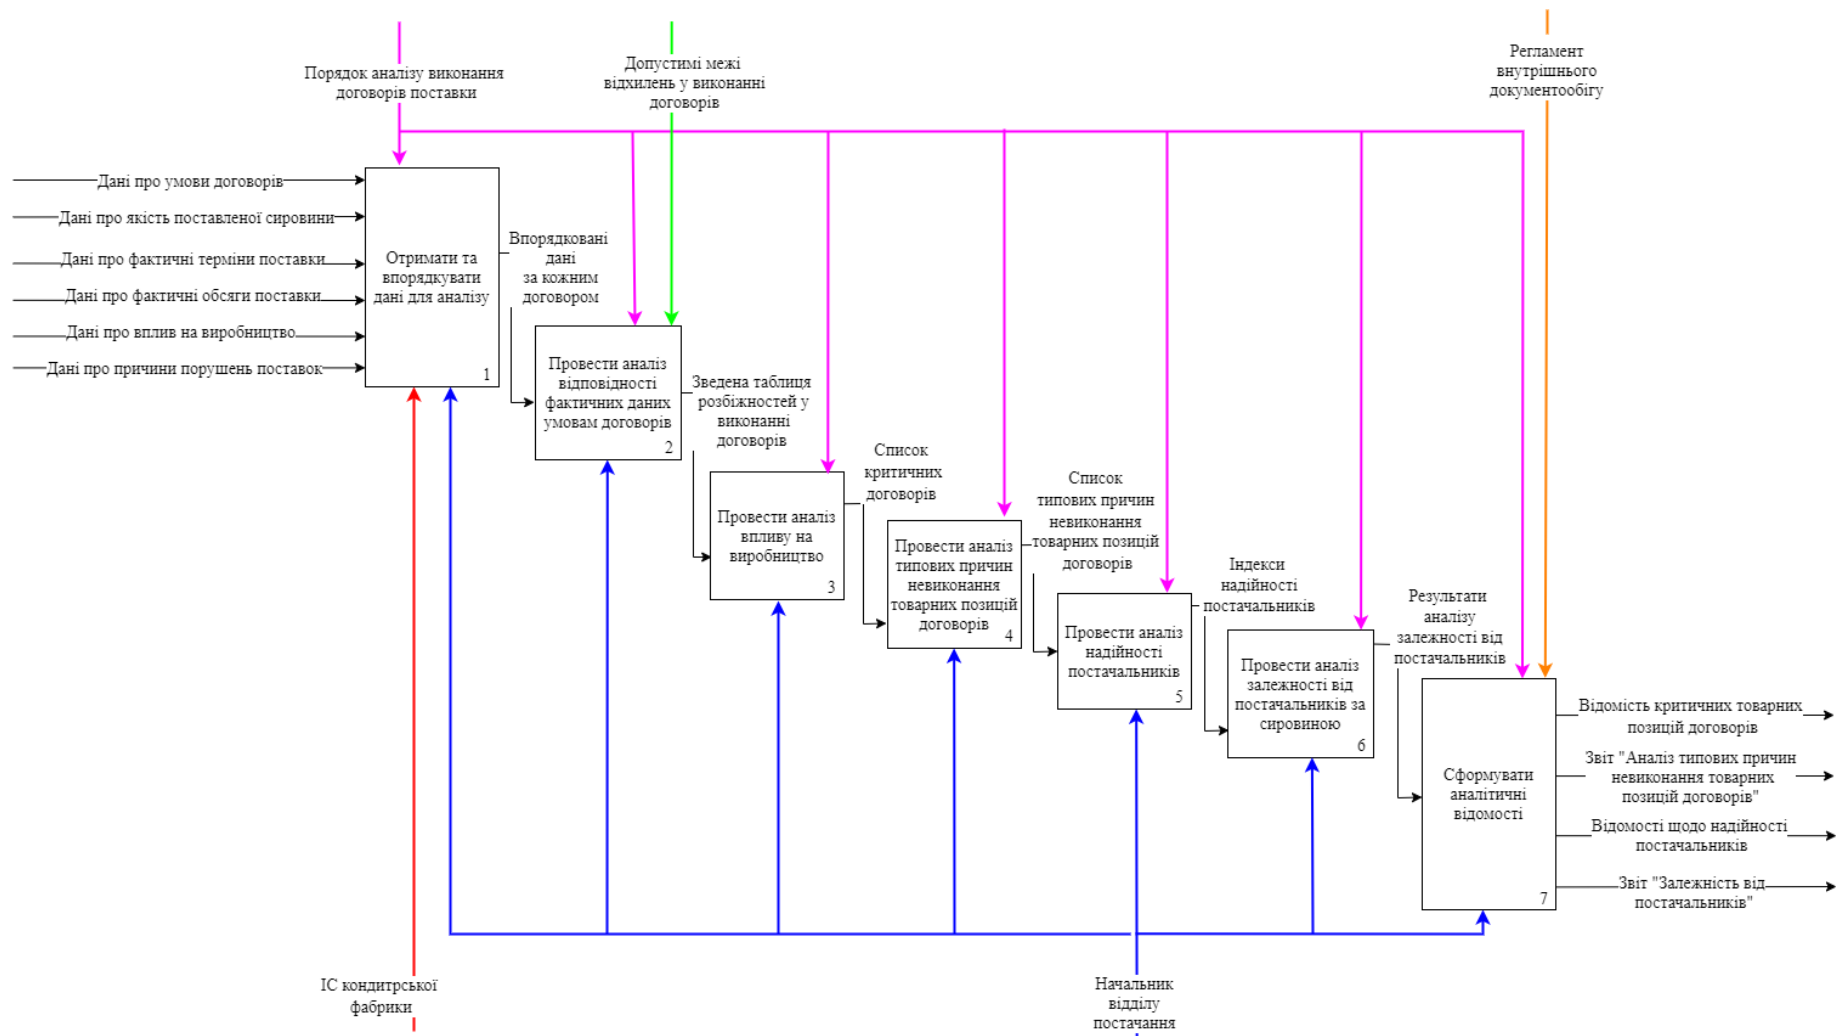 Порядок аналізу виконання
договорів поставки
Допустимі межі
відхилень у виконанні
договорів
Регламент
внутрішнього
документообігу
Дані про умови договорів
Дані про якість поставленої сировини
Дані про фактичні терміни поставки
Дані про фактичні обсяги поставки
Дані про вплив на виробництво
Дані про причини порушень поставок
Отримати та
впорядкувати
дані для аналізу
1
Впорядковані
дані
за кожним
договором
Провести аналіз
відповідності
фактичних даних
умовам договорів
2
Зведена таблиця
розбіжностей у
виконанні
договорів
Провести аналіз
впливу на
виробництво
3
Список
критичних
договорів
Провести аналіз
типових причин
невиконання
товарних позицій
договорів
4
Список
типових причин
невиконання
товарних позицій
договорів
Провести аналіз
надійності
постачальників
5
Індекси
надійності
постачальників
Провести аналіз
залежності від
постачальників за
сировиною
6
Результати
аналізу
залежності від
постачальників
Сформувати
аналітичні
відомості
7
Відомість критичних товарних
позицій договорів
Звіт "Аналіз типових причин
невиконання товарних
позицій договорів"
Відомості щодо надійності
постачальників
Звіт "Залежність від
постачальників"
ІС кондитрської
фабрики
Начальник
відділу
постачання